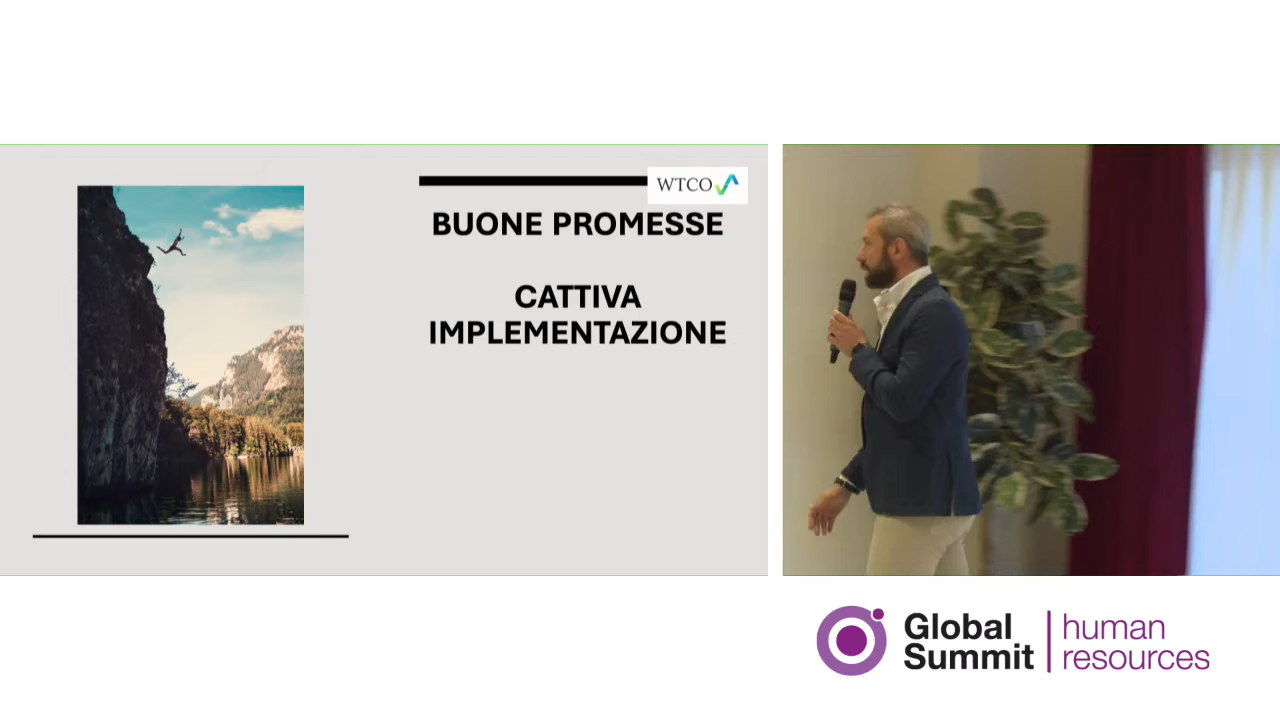 WTCO
BUONE PROMESSE
CATTIVA
IMPLEMENTAZIONE
Global
Summit
human
resources